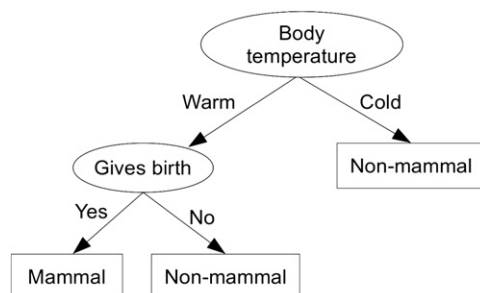 Body
temperature
Warm
Cold
Gives birth
Non-mammal
Yes
No
Mammal
Non-mammal